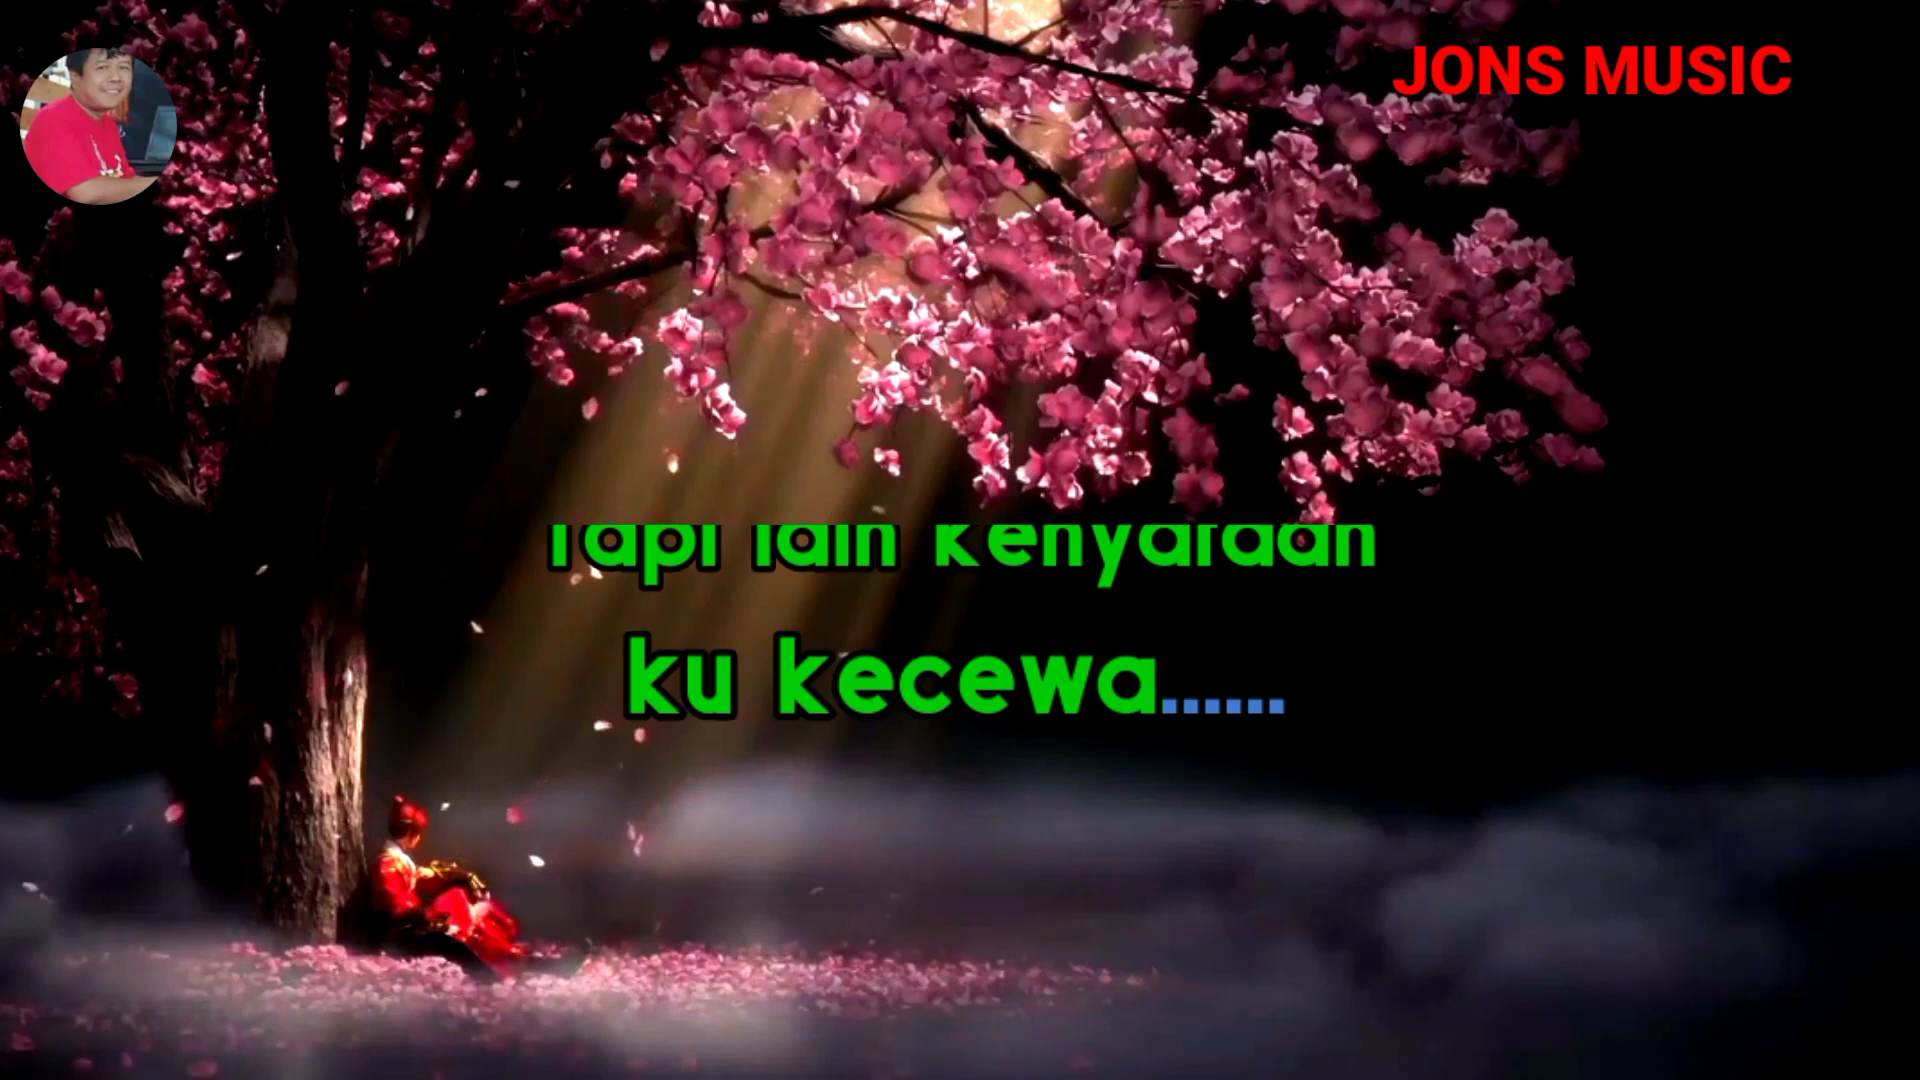 JONS MUSIC
Tapi lain kenyataan
ku kecewa......